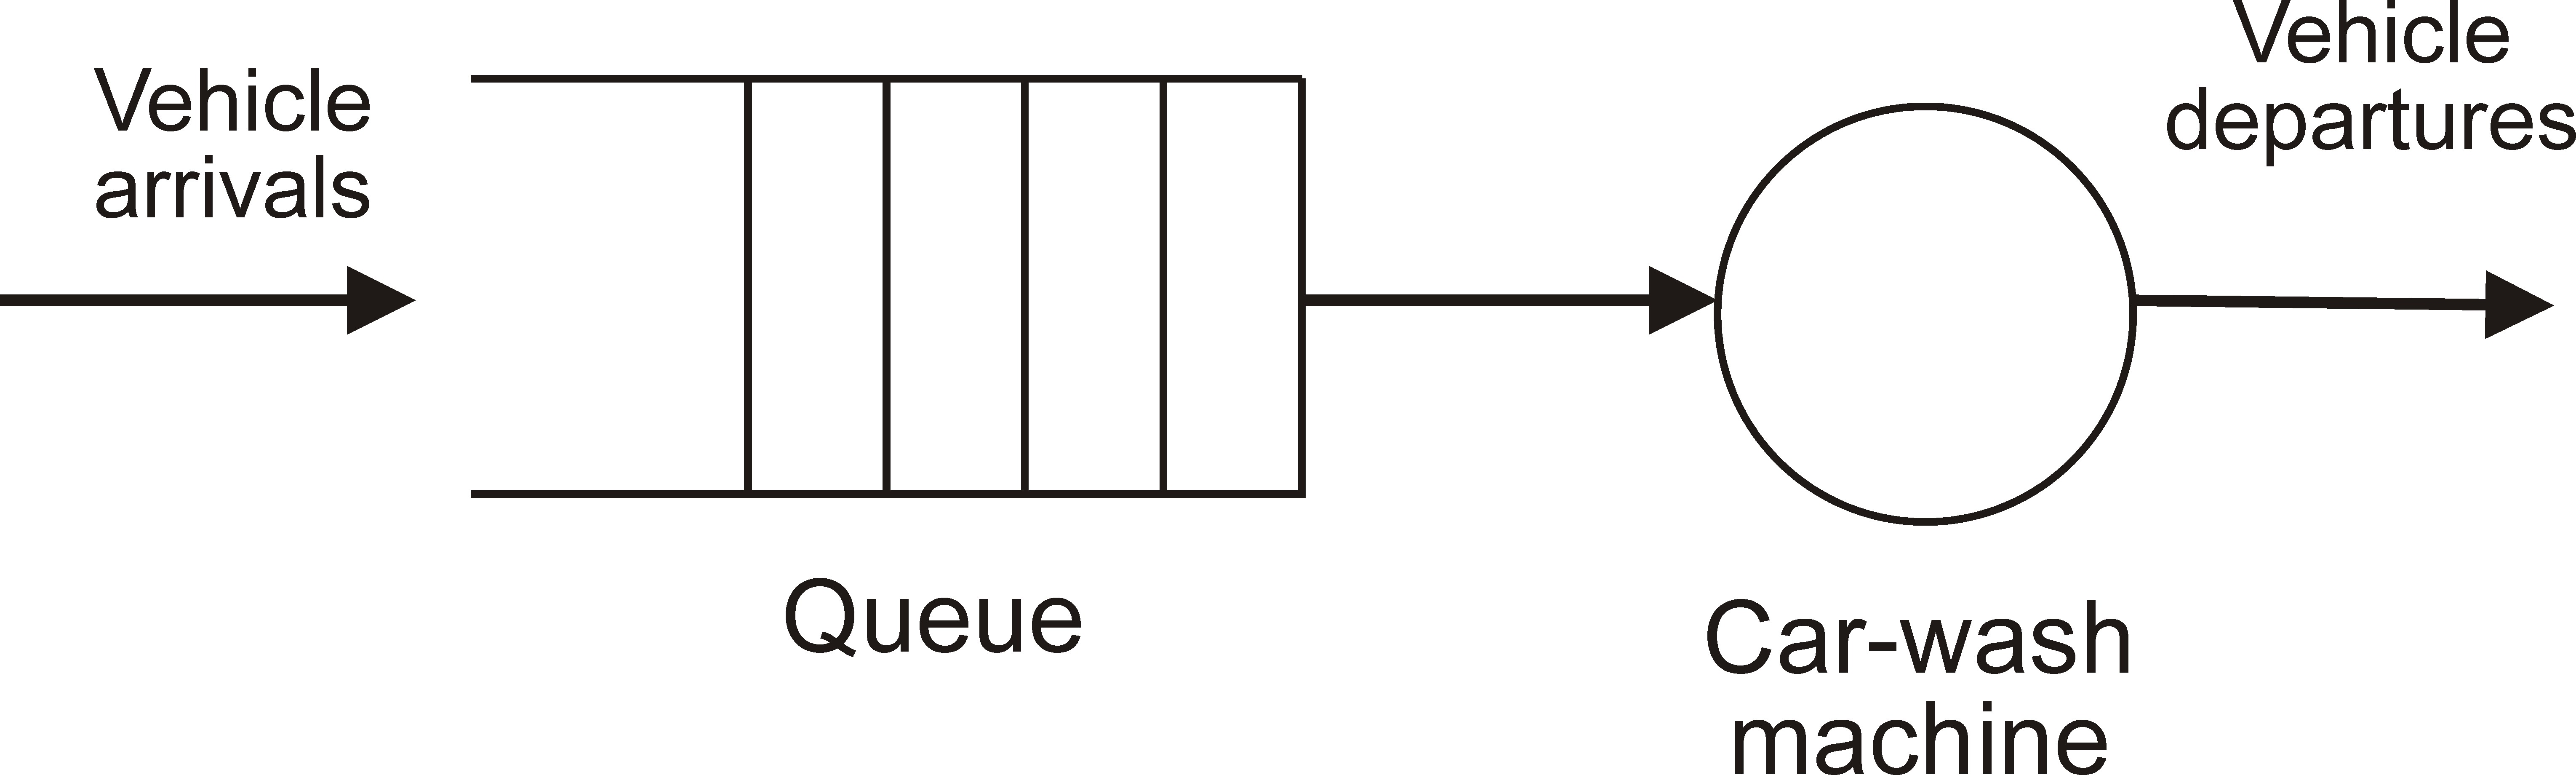 Vehicle
arrivals
Queue
Car-wash
machine
Vehicle
departures